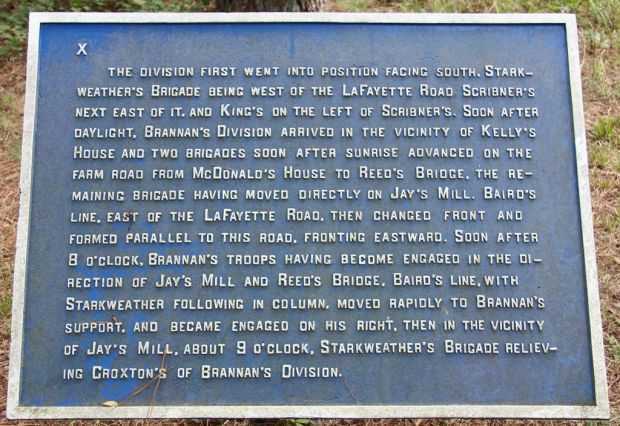 X
THE DIVISION FIRST WENT INTO POSITION FACING SOUTH, STARK-
WEATHER'S BRIGADE BEING WEST OF THE LAFAYETTE ROAD SCRIBNER'S
NEXT EAST OF IT, AND KING'S ON THE LEFT OF SCRIBNER'S. SOON AFTER
DAYLIGHT, BRANNAN'S DIVISION ARRIVED IN THE VICINITY OF KELLY'S
HOUSE AND TWO BRIGADES SOON AFTER SUNRISE ADVANCED ON THE
FARM ROAD FROM MCDONALD'S HOUSE TO REED'S BRIDGE, THE RE-
MAINING BRIGADE HAVING MOVED DIRECTLY ON JAY'S MILL. BAIRD'S
LINE, EAST OF THE LAFAYETTE ROAD, THEN CHANGED FRONT AND
FORMED PARALLEL TO THIS ROAD, FRONTING EASTWARD. SOON AFTER
8 O'CLOCK, BRANNAN'S TROOPS HAVING BECOME ENGAGED IN THE DI-
RECTION OF JAY'S MILL AND REED'S BRIDGE, BAIRD'S LINE, WITH
STARKWEATHER FOLLOWING IN COLUMN, MOVED RAPIDLY TO BRANNAN'S
SUPPORT, AND BECAME ENGAGED ON HIS RIGHT, THEN IN THE VICINITY
OF JAY'S MILL, ABOUT 9 O'CLOCK, STARKWEATHER'S BRIGADE RELIEV-
ING CROXTON'S OF BRANNAN'S DIVISION.